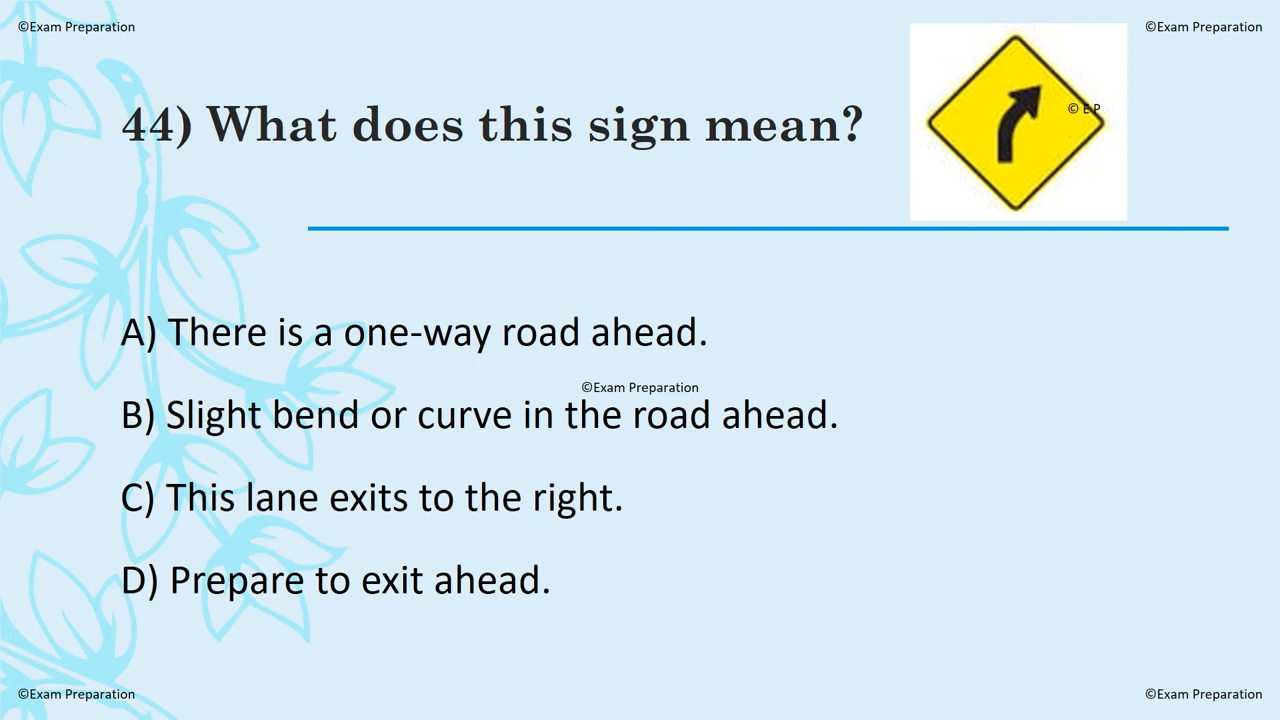 ©Exam Preparation
©Exam Preparation
44) What does this sign mean?
© E P
A) There is a one-way road ahead.
©Exam Preparation
B) Slight bend or curve in the road ahead.
C) This lane exits to the right.
D) Prepare to exit ahead.
©Exam Preparation
©Exam Preparation